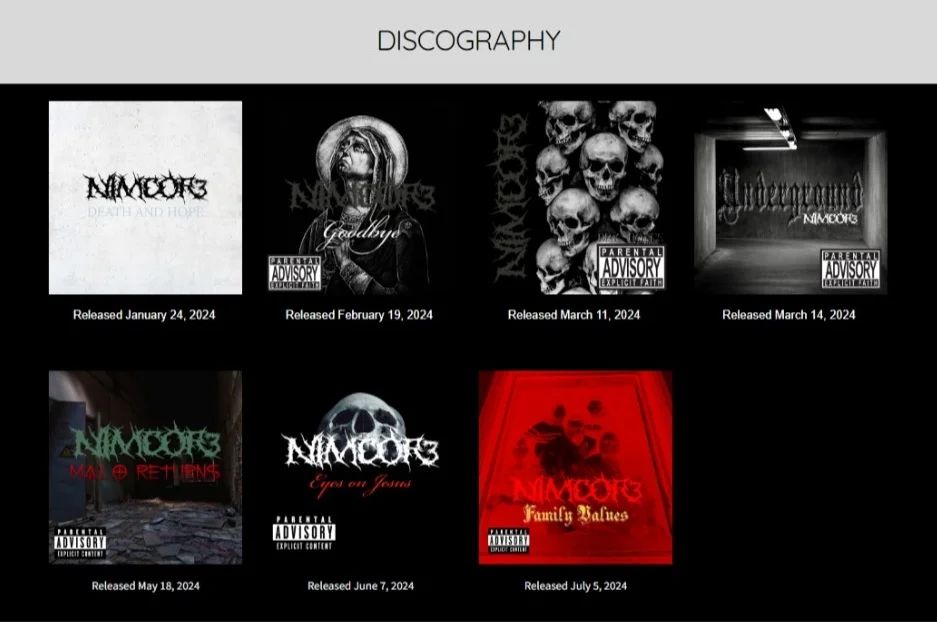 DISCOGRAPHY
NIMCOR3
DEATH AND HOPE
NIMCOR3
Goodbye
PARENTAL
ADVISORY
EXPLICIT FAITH
NIMCOR3
PARENTAL
ADVISORY
EXPLICIT FAITH
Underground
NIMCOR3
PARENTAL
ADVISORY
EXPLICIT FAITH
Released January 24, 2024
Released February 19, 2024
Released March 11, 2024
Released March 14, 2024
NIMCOR3
RETURNS
PARENTAL
ADVISORY
EXPLICIT CONTENT
NIMCOR3
Eyes on Jesus
PARENTAL
ADVISORY
EXPLICIT CONTENT
NIMCOR3
Family Values
PARENTAL
ADVISORY
EXPLICIT CONTENT
Released May 18, 2024
Released June 7, 2024
Released July 5, 2024